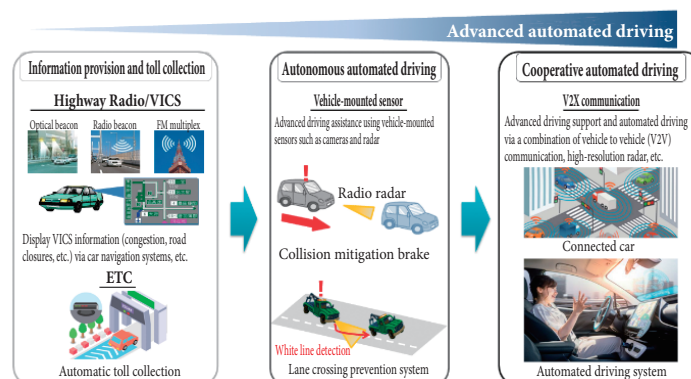 Advanced automated driving
Information provision and toll collection
Highway Radio/VICS
Optical beacon
Radio beacon
FM multiplex
Display VICS information (congestion, road
closures, etc.) via car navigation systems, etc.
ETC
Automatic toll collection
Autonomous automated driving
Vehicle-mounted sensor
Advanced driving assistance using vehicle-mounted
sensors such as cameras and radar
Radio radar
Collision mitigation brake
White line detection
Lane crossing prevention system
Cooperative automated driving
V2X communication
Advanced driving support and automated driving
via a combination of vehicle to vehicle (V2V)
communication, high-resolution radar, etc.
Connected car
Automated driving system